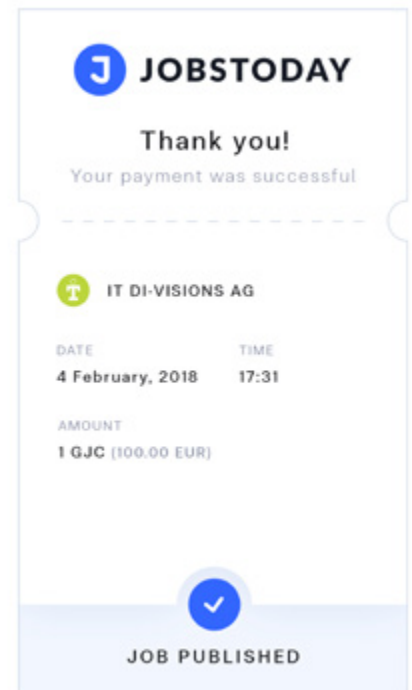 JOBSTODAY
Thank you!
Your payment was successful
IT DI-VISIONS AG
DATE TIME
4 February, 2018 17:31
AMOUNT
1 GJC (100.00 EUR)
JOB PUBLISHED